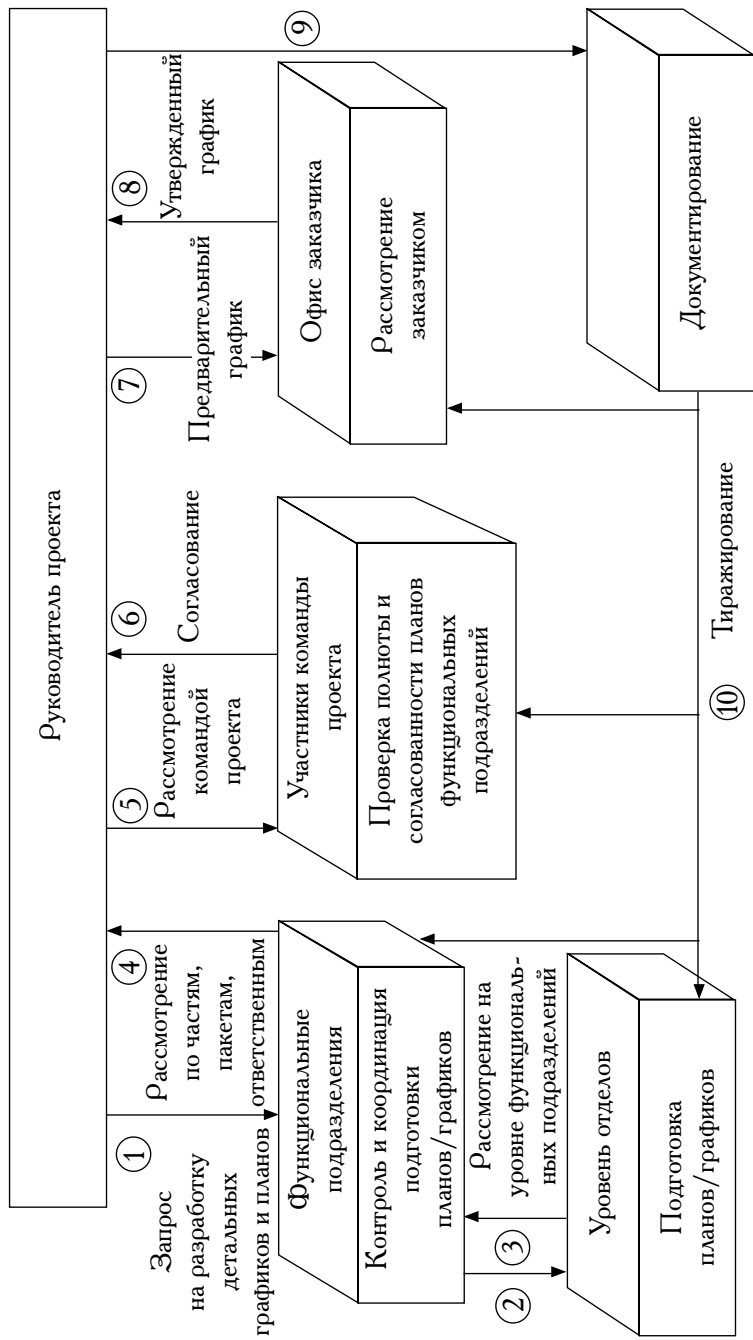 Руководитель проекта
1
Запрос
на разработку
детальных
графиков и планов
4
Рассмотрение
по частям,
пакетам,
ответственным
5
Рассмотрение
командой
проекта
6
Согласование
7
Предварительный
график
8
Утвержденный
график
9
Функциональные
подразделения
Контроль и координация
подготовки
планов/графиков
Участники команды
проекта
Проверка полноты и
согласованности планов
функциональных
подразделений
Офис заказчика
Рассмотрение
заказчиком
2
3
Рассмотрение на
уровне функциональ-
ных подразделений
Уровень отделов
Подготовка
планов/графиков
10
Тиражирование
Документирование